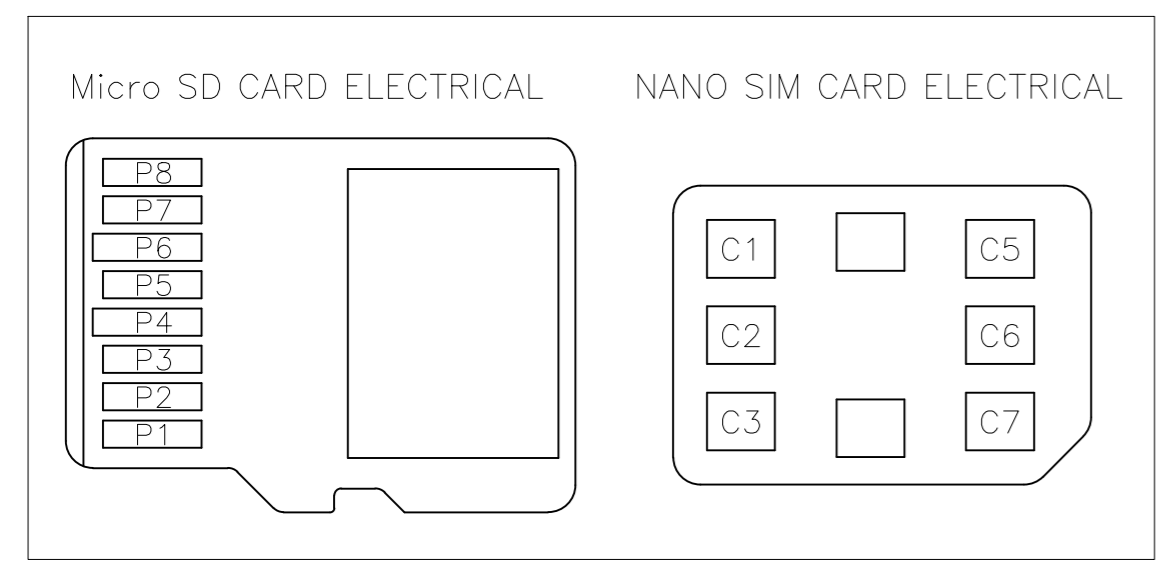 Micro SD CARD ELECTRICAL
P8
P7
P6
P5
P4
P3
P2
P1
NANO SIM CARD ELECTRICAL
C1 C5
C2 C6
C3 C7